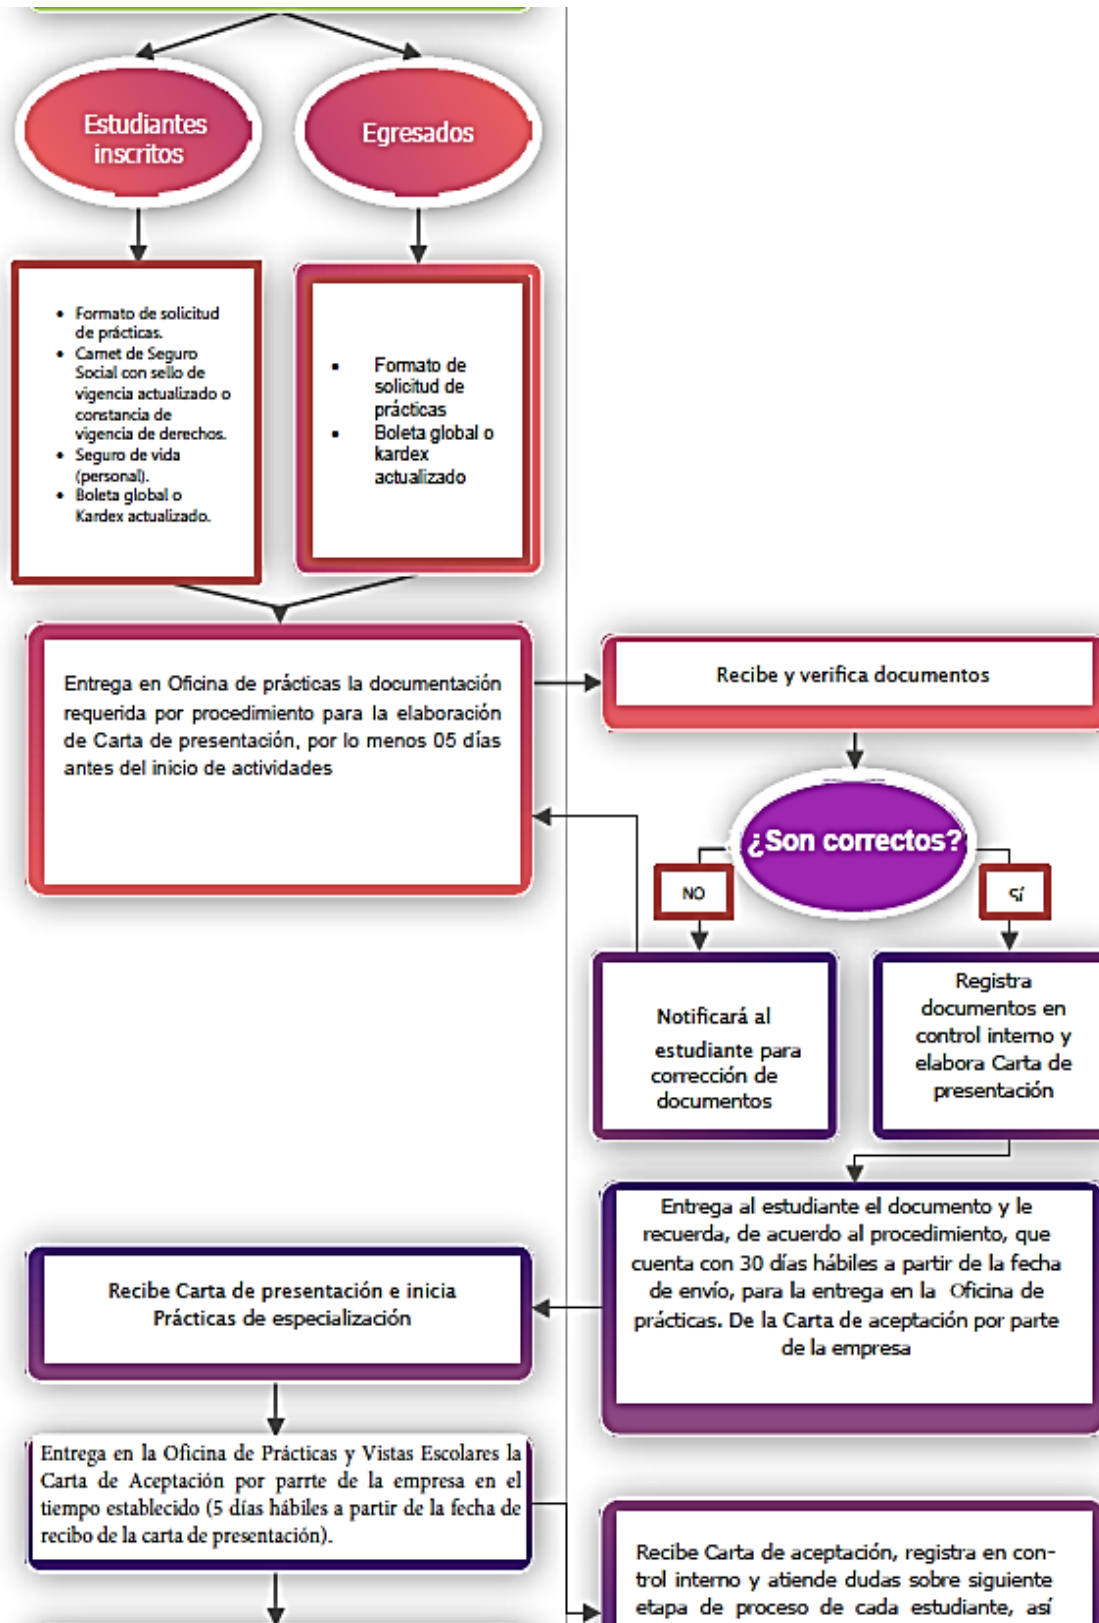 Estudiantes
inscritos
Egresados
• Formato de solicitud
de prácticas.
• Carnet de Seguro
Social con sello de
vigencia actualizado o
constancia de
vigencia de derechos.
• Seguro de vida
(personal).
• Boleta global o
Kardex actualizado.
• Formato de
solicitud de
prácticas
• Boleta global o
kardex
actualizado
Entrega en Oficina de prácticas la documentación
requerida por procedimiento para la elaboración
de Carta de presentación, por lo menos 05 días
antes del inicio de actividades
Recibe y verifica documentos
¿Son correctos?
NO
SÍ
Notificará al
estudiante para
corrección de
documentos
Registra
documentos en
control interno y
elabora Carta de
presentación
Entrega al estudiante el documento y le
recuerda, de acuerdo al procedimiento, que
cuenta con 30 días hábiles a partir de la fecha
de envío, para la entrega en la Oficina de
prácticas. De la Carta de aceptación por parte
de la empresa
Recibe Carta de presentación e inicia
Prácticas de especialización
Entrega en la Oficina de Prácticas y Vistas Escolares la
Carta de Aceptación por parrte de la empresa en el
tiempo establecido (5 días hábiles a partir de la fecha de
recibo de la carta de presentación).
Recibe Carta de aceptación, registra en con-
trol interno y atiende dudas sobre siguiente
etapa de proceso de cada estudiante, así